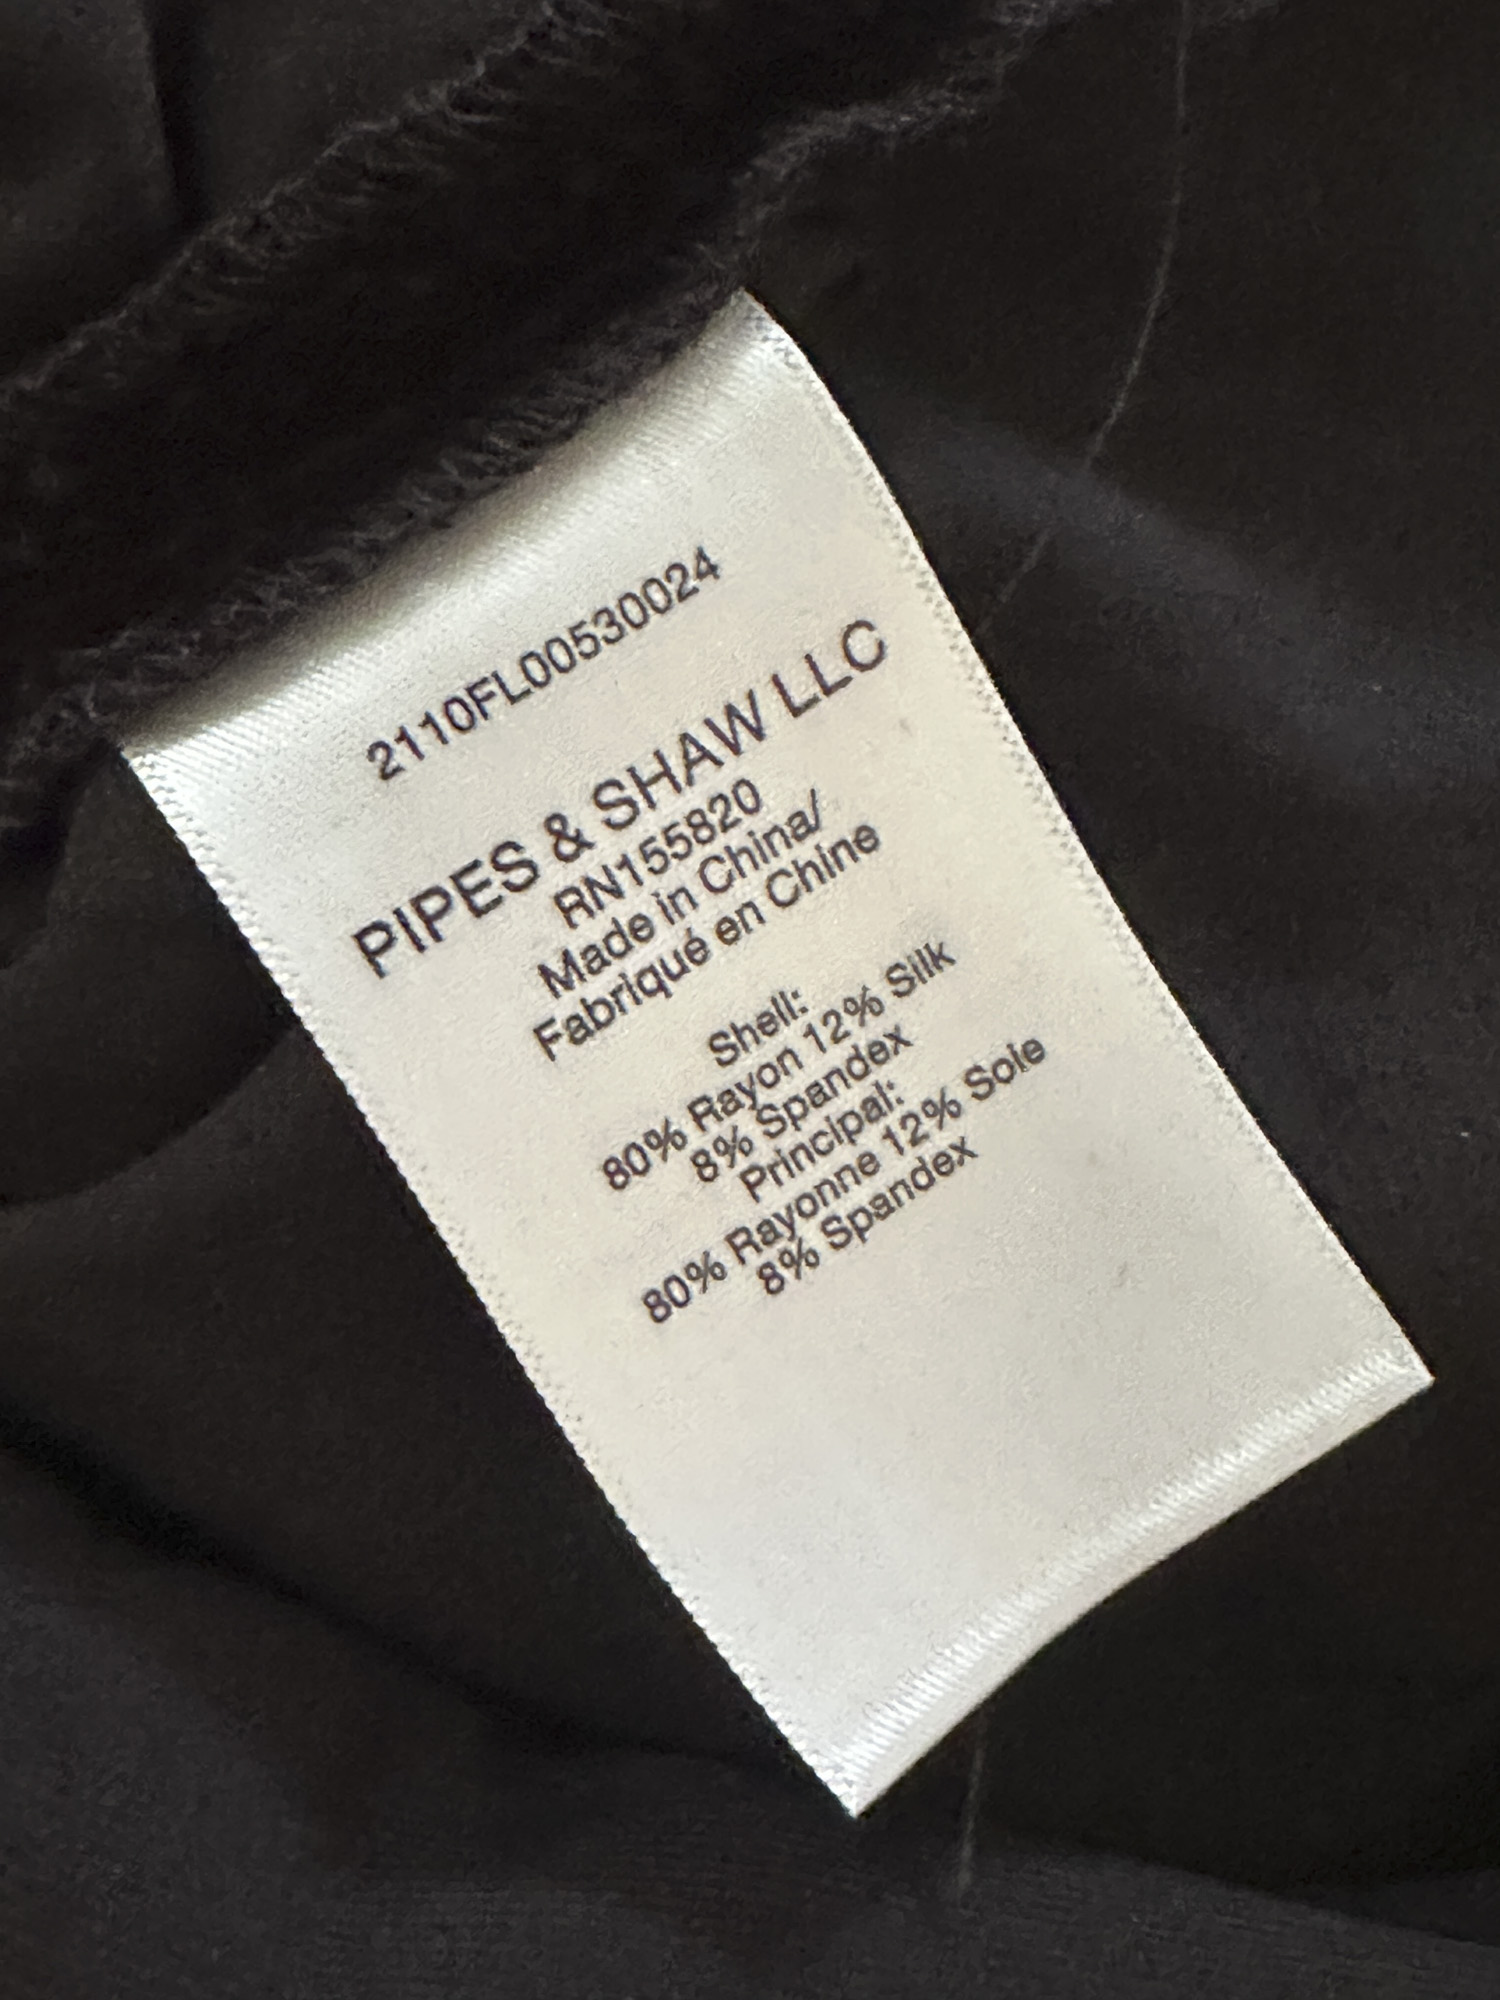 2110FL00530024
PIPES & SHAW LLC
RN155820
Made in China/
Fabriqué en Chine
Shell:
80% Rayon 12% Silk
8% Spandex
Principal:
80% Rayonne 12% Soie
8% Spandex